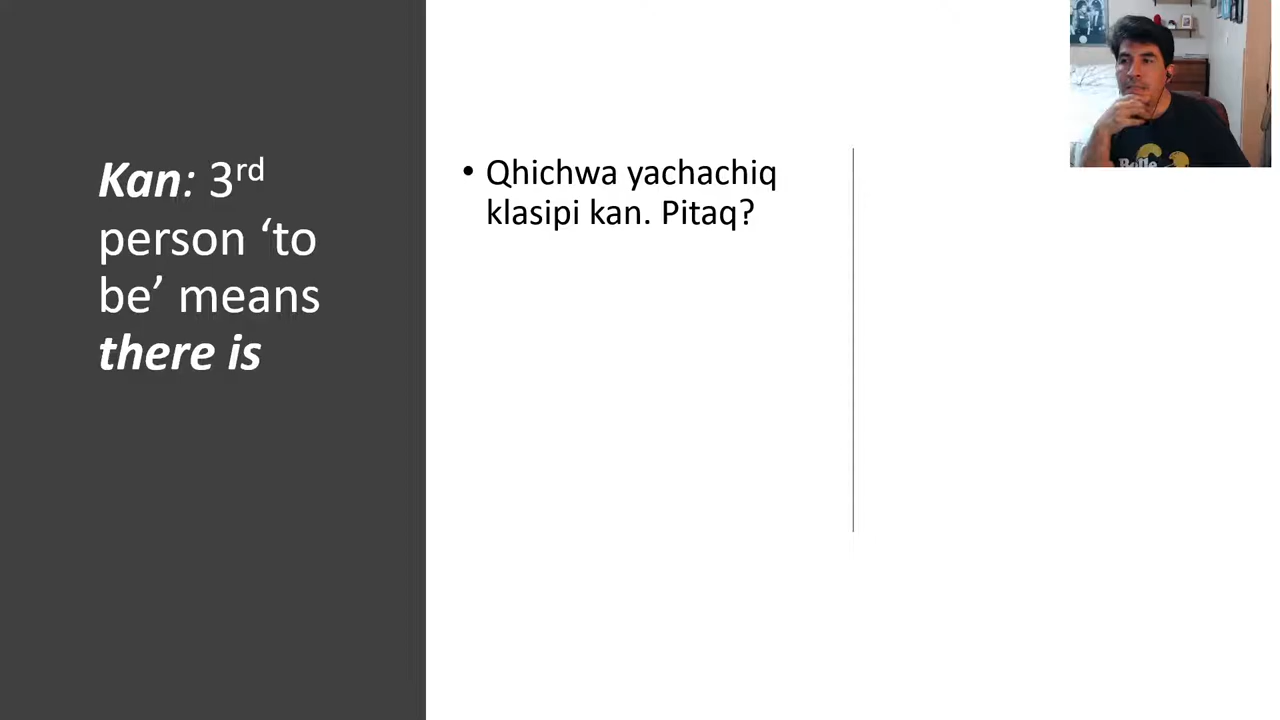 Kan: 3rd
person ‘to
be’ means
there is
• Qhichwa yachachiq
klasipi kan. Pitaq?